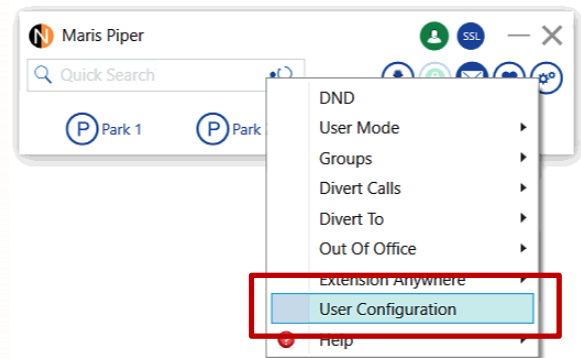 N Maris Piper
SSL
Quick Search
P Park 1
P Park
DND
User Mode
Groups
Divert Calls
Divert To
Out Of Office
Extension Anywhere
User Configuration
? Help